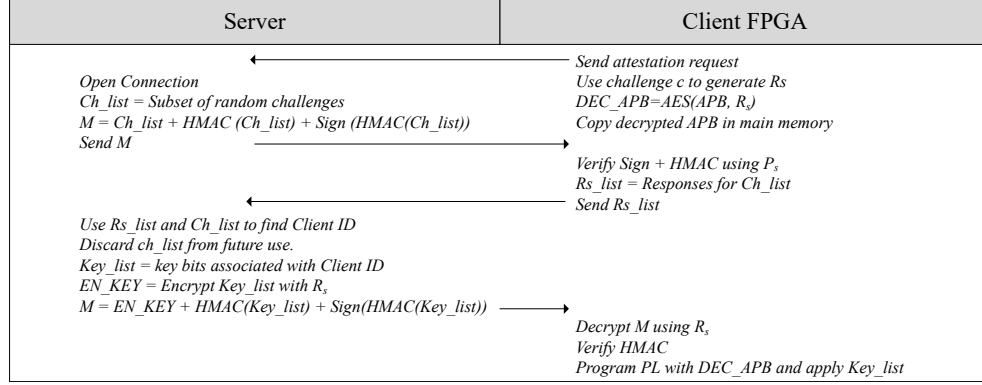 Server
Client FPGA
Send attestation request
Open Connection
Use challenge c to generate Rs
Ch_list = Subset of random challenges
DEC_APB=AES(APB, Rs)
M = Ch_list + HMAC (Ch_list) + Sign (HMAC(Ch_list))
Copy decrypted APB in main memory
Send M
Verify Sign + HMAC using Ps
Rs_list = Responses for Ch_list
Send Rs_list
Use Rs_list and Ch_list to find Client ID
Discard ch_list from future use.
Key_list = key bits associated with Client ID
EN_KEY = Encrypt Key_list with Rs
M = EN_KEY + HMAC(Key_list) + Sign(HMAC(Key_list))
Decrypt M using Rs
Verify HMAC
Program PL with DEC_APB and apply Key_list